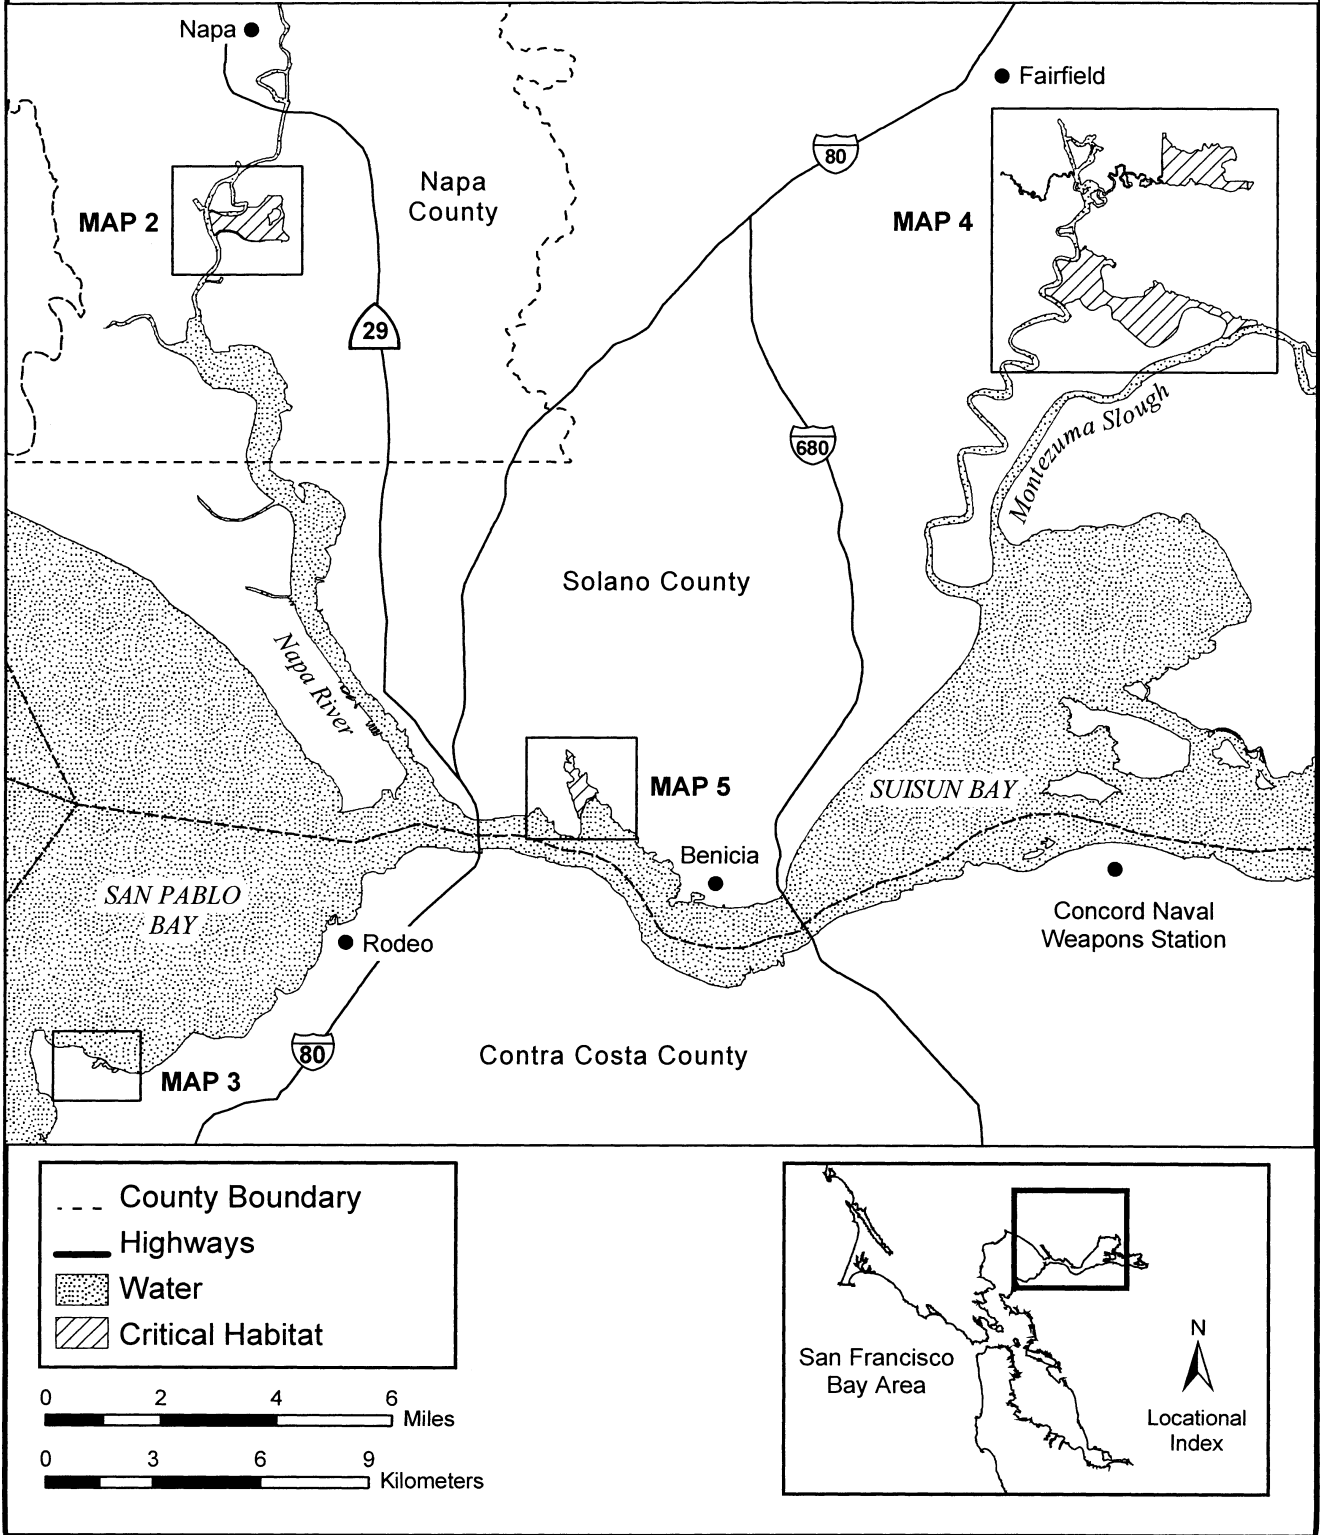 Napa
Fairfield
80
Napa
County
MAP 2
MAP 4
29
680
Montezuma Slough
Solano County
Napa River
MAP 5
SUISUN BAY
Benicia
SAN PABLO
BAY
Rodeo
Concord Naval
Weapons Station
80
Contra Costa County
MAP 3
County Boundary
Highways
Water
Critical Habitat
0 2 4 6
Miles
0 3 6 9
Kilometers
San Francisco
Bay Area
N
Locational
Index